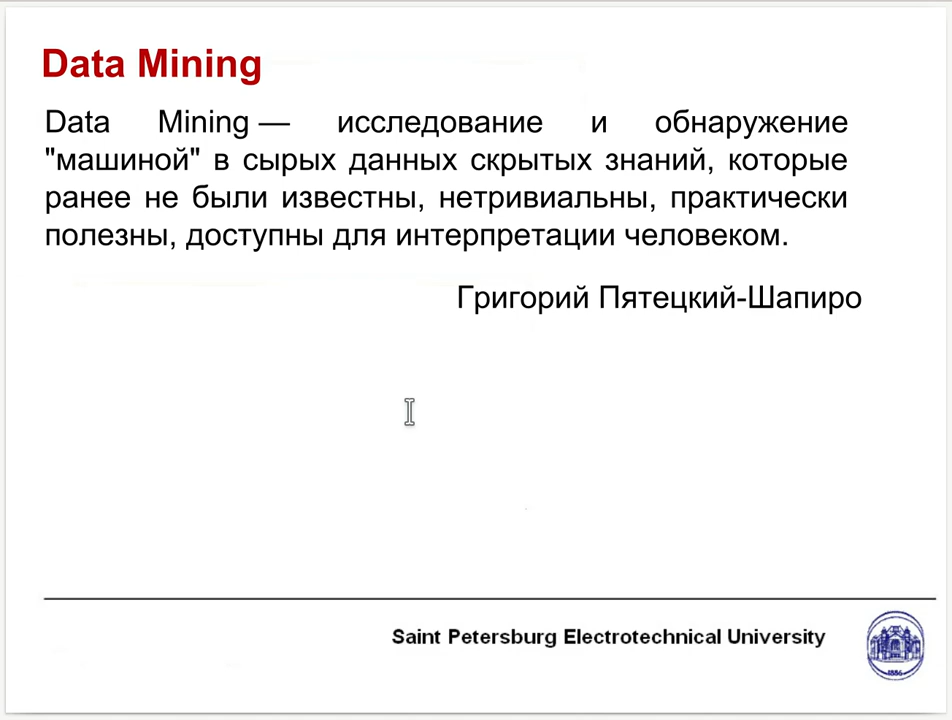 Data Mining
Data Mining — исследование и обнаружение
"машиной" в сырых данных скрытых знаний, которые
ранее не были известны, нетривиальны, практически
полезны, доступны для интерпретации человеком.
Григорий Пятецкий-Шапиро
Saint Petersburg Electrotechnical University
1886